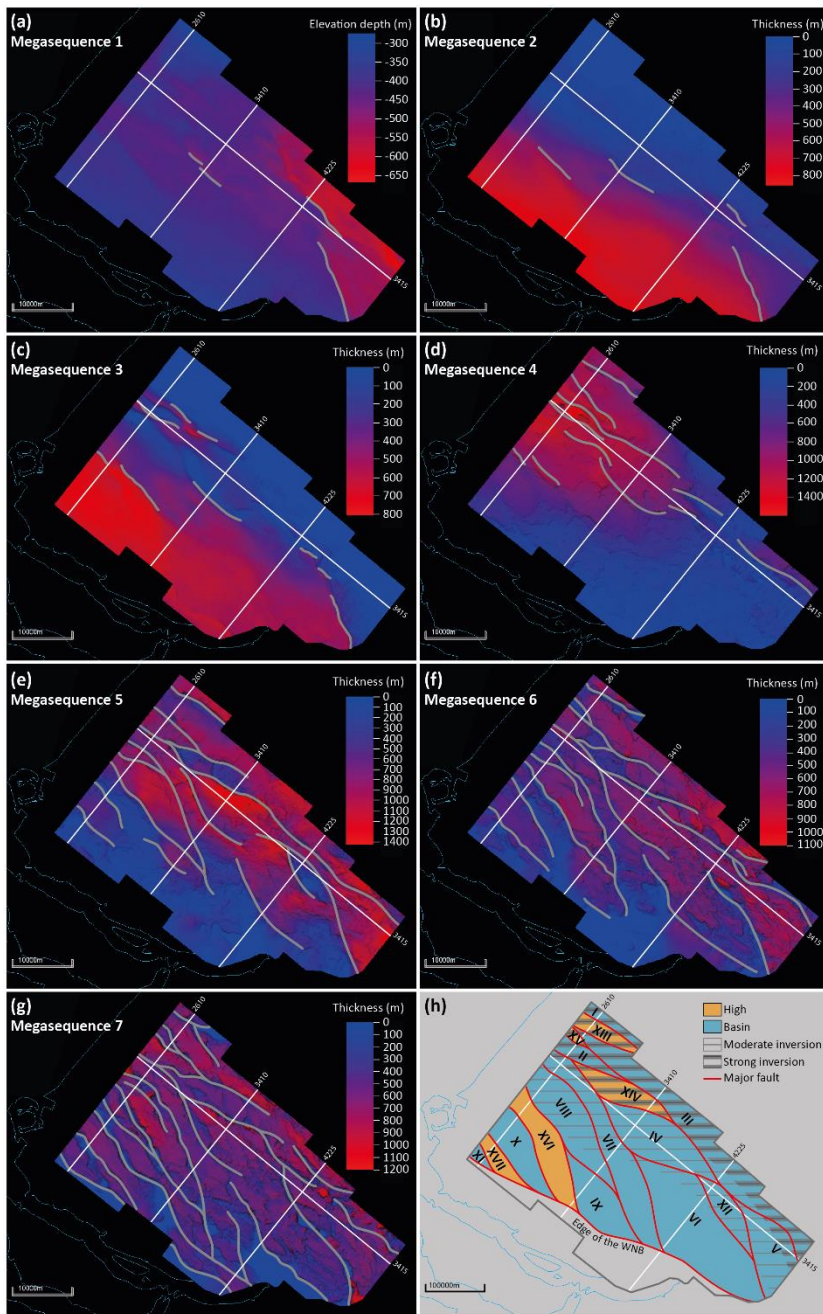 (a)
Megasequence 1
Elevation depth (m)
-300
-350
-400
-450
-500
-550
-600
-650
2610
3410
4225
3415
10000m
(b)
Megasequence 2
Thickness (m)
0
100
200
300
400
500
600
700
800
2610
3410
4225
3415
10000m
(c)
Megasequence 3
Thickness (m)
0
100
200
300
400
500
600
700
800
2610
3410
4225
3415
10000m
(d)
Megasequence 4
Thickness (m)
0
200
400
600
800
1000
1200
1400
2610
3410
4225
3415
10000m
(e)
Megasequence 5
Thickness (m)
0
100
200
300
400
500
600
700
800
900
1000
1100
1200
1300
1400
2610
3410
4225
3415
10000m
(f)
Megasequence 6
Thickness (m)
0
100
200
300
400
500
600
700
800
900
1000
1100
2610
3410
4225
3415
10000m
(g)
Megasequence 7
Thickness (m)
0
100
200
300
400
500
600
700
800
900
1000
1100
1200
2610
3410
4225
3415
10000m
(h)
High
Basin
Moderate inversion
Strong inversion
Major fault
2610
I
XIII
XV
II
3410
XIV
III
VIII
IV
4225
X
XVI
VII
XI
XVII
IX
XII
VI
V
3415
Edge of the WNB
100000m